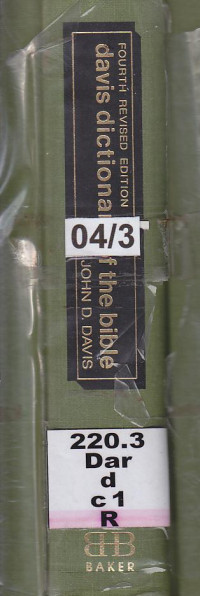 FOURTH REVISED EDITION
davis dictionar
f the bible
JOHN D. DAVIS
04/3
220.3
Dar
d
c1
R
BAKER